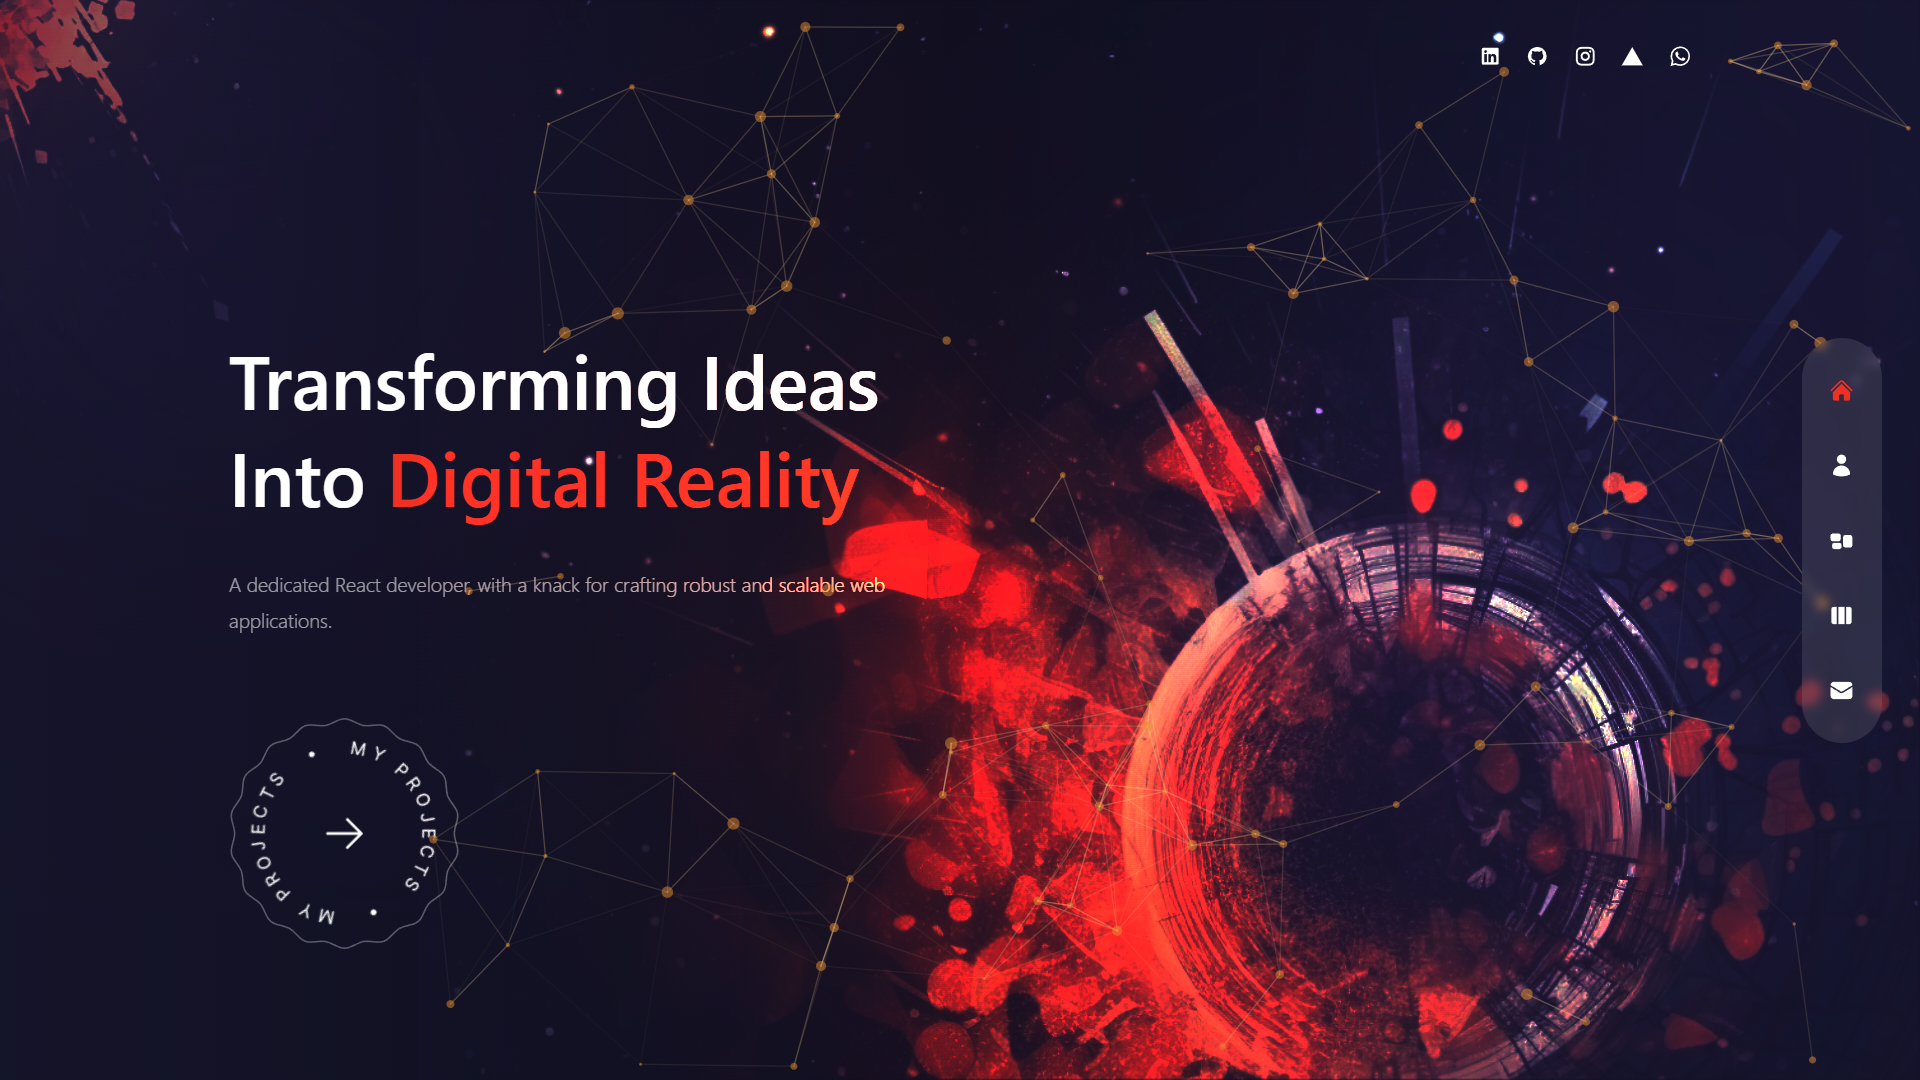 Transforming Ideas
Into Digital Reality
A dedicated React developer, with a knack for crafting robust and scalable web
applications.
MY PROJECTS • MY PROJECTS •